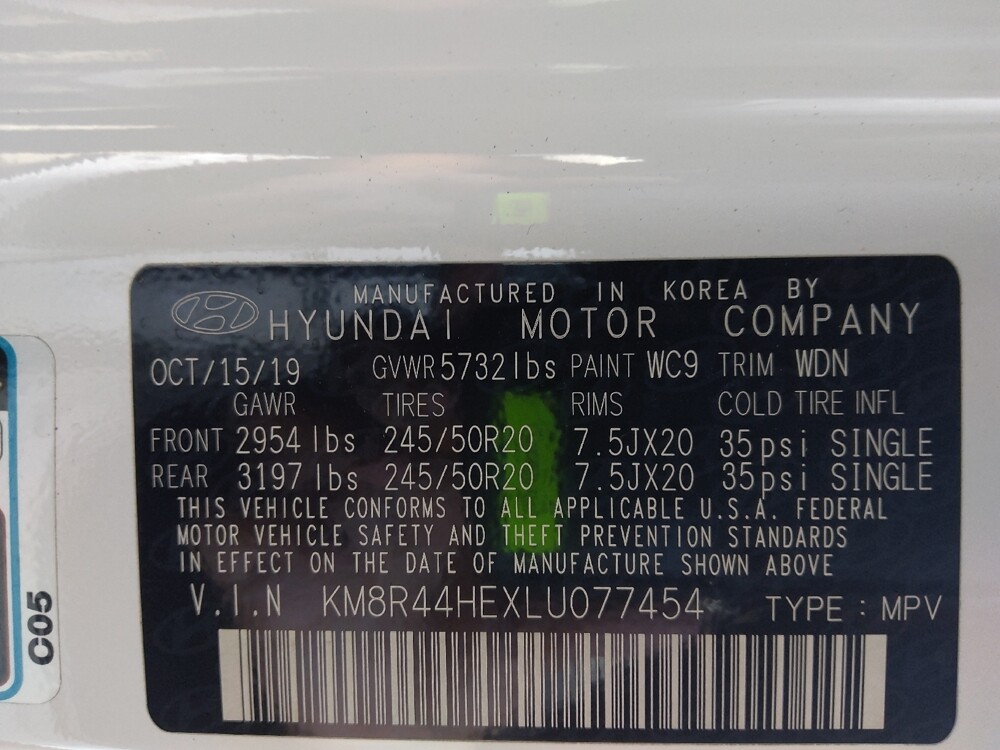 MANUFACTURED IN KOREA BY
HYUNDAI MOTOR COMPANY
OCT/15/19 GVWR 5732 lbs PAINT WC9 TRIM WDN
GAWR TIRES RIMS COLD TIRE INFL
FRONT 2954 lbs 245/50R20 7.5JX20 35psi SINGLE
REAR 3197 lbs 245/50R20 7.5JX20 35psi SINGLE
THIS VEHICLE CONFORMS TO ALL APPLICABLE U.S.A. FEDERAL
MOTOR VEHICLE SAFETY AND THEFT PREVENTION STANDARDS
IN EFFECT ON THE DATE OF MANUFACTURE SHOWN ABOVE
V.I.N KM8R44HEXLU077454 TYPE : MPV
C05